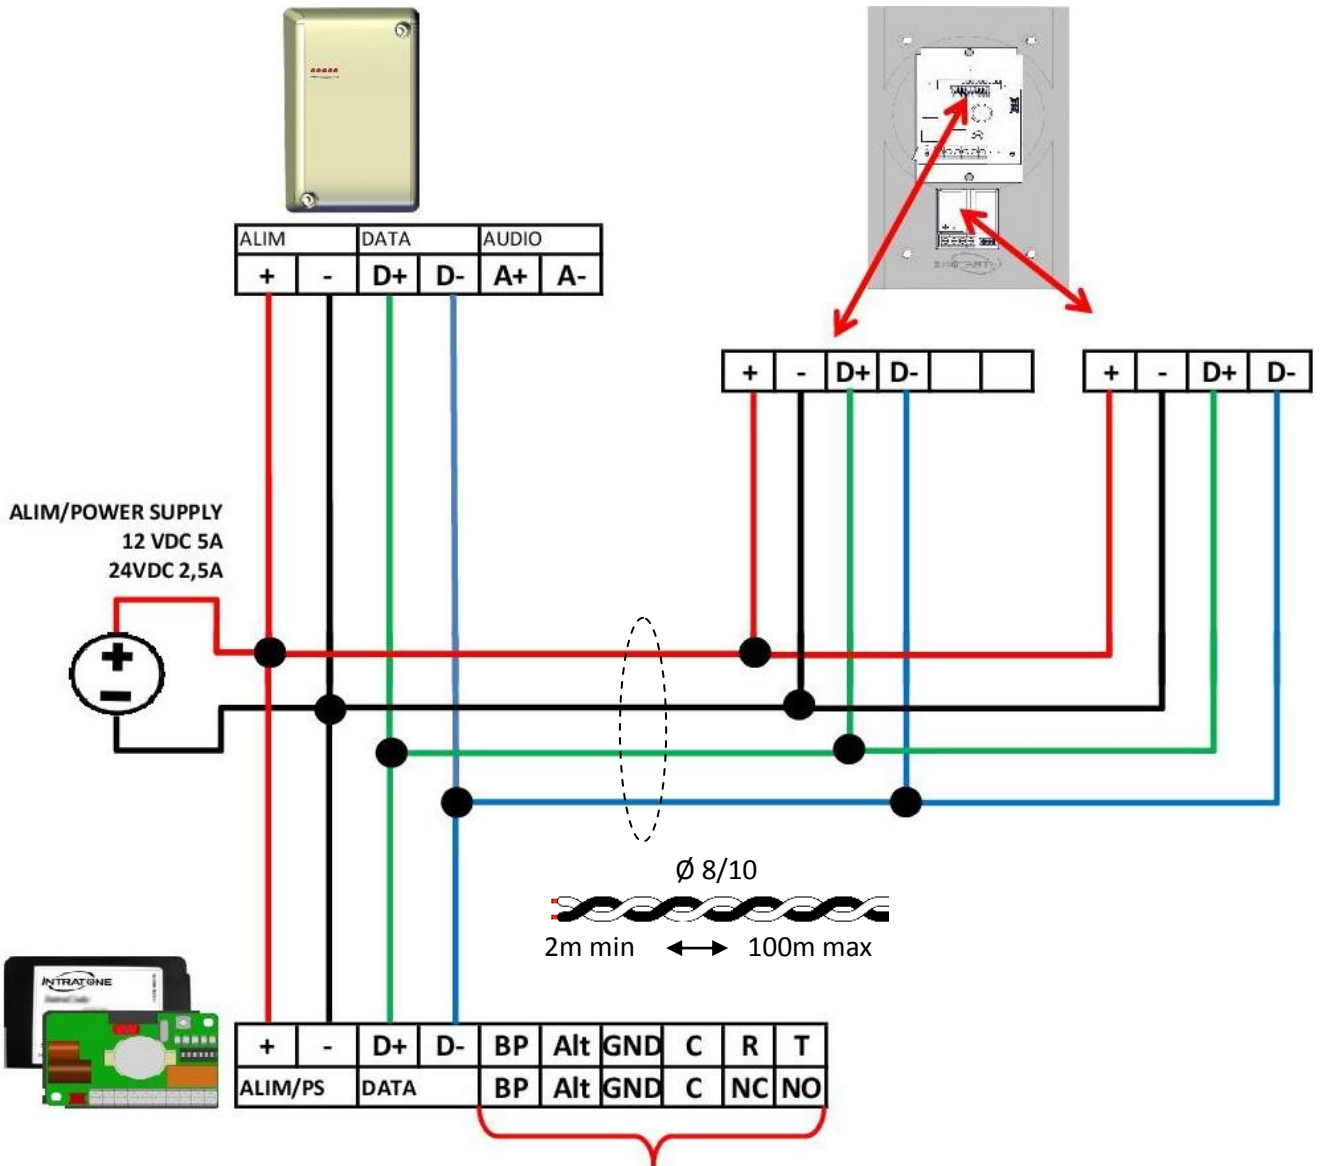 ALIM DATA AUDIO
+ - D+ D- A+ A-
+ - D+ D-
+ - D+ D-
ALIM/POWER SUPPLY
12 VDC 5A
24VDC 2,5A
+
-
Ø 8/10
2m min 100m max
INTRATONE
+ - D+ D- BP Alt GND C R T
ALIM/PS DATA BP Alt GND C NC NO